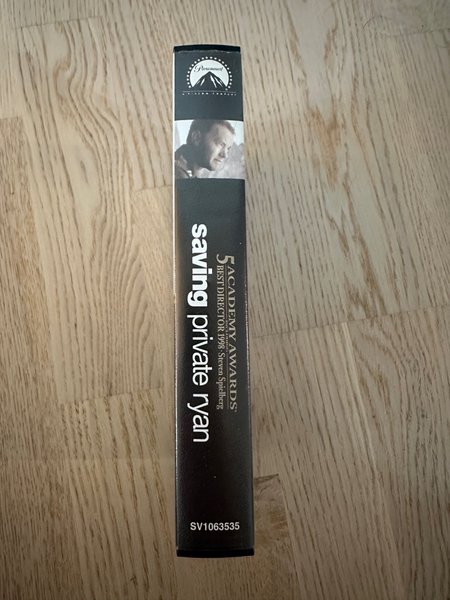 Paramount
saving private ryan
5 ACADEMY AWARDS
BEST DIRECTOR 1998 Steven Spielberg
SV1063535